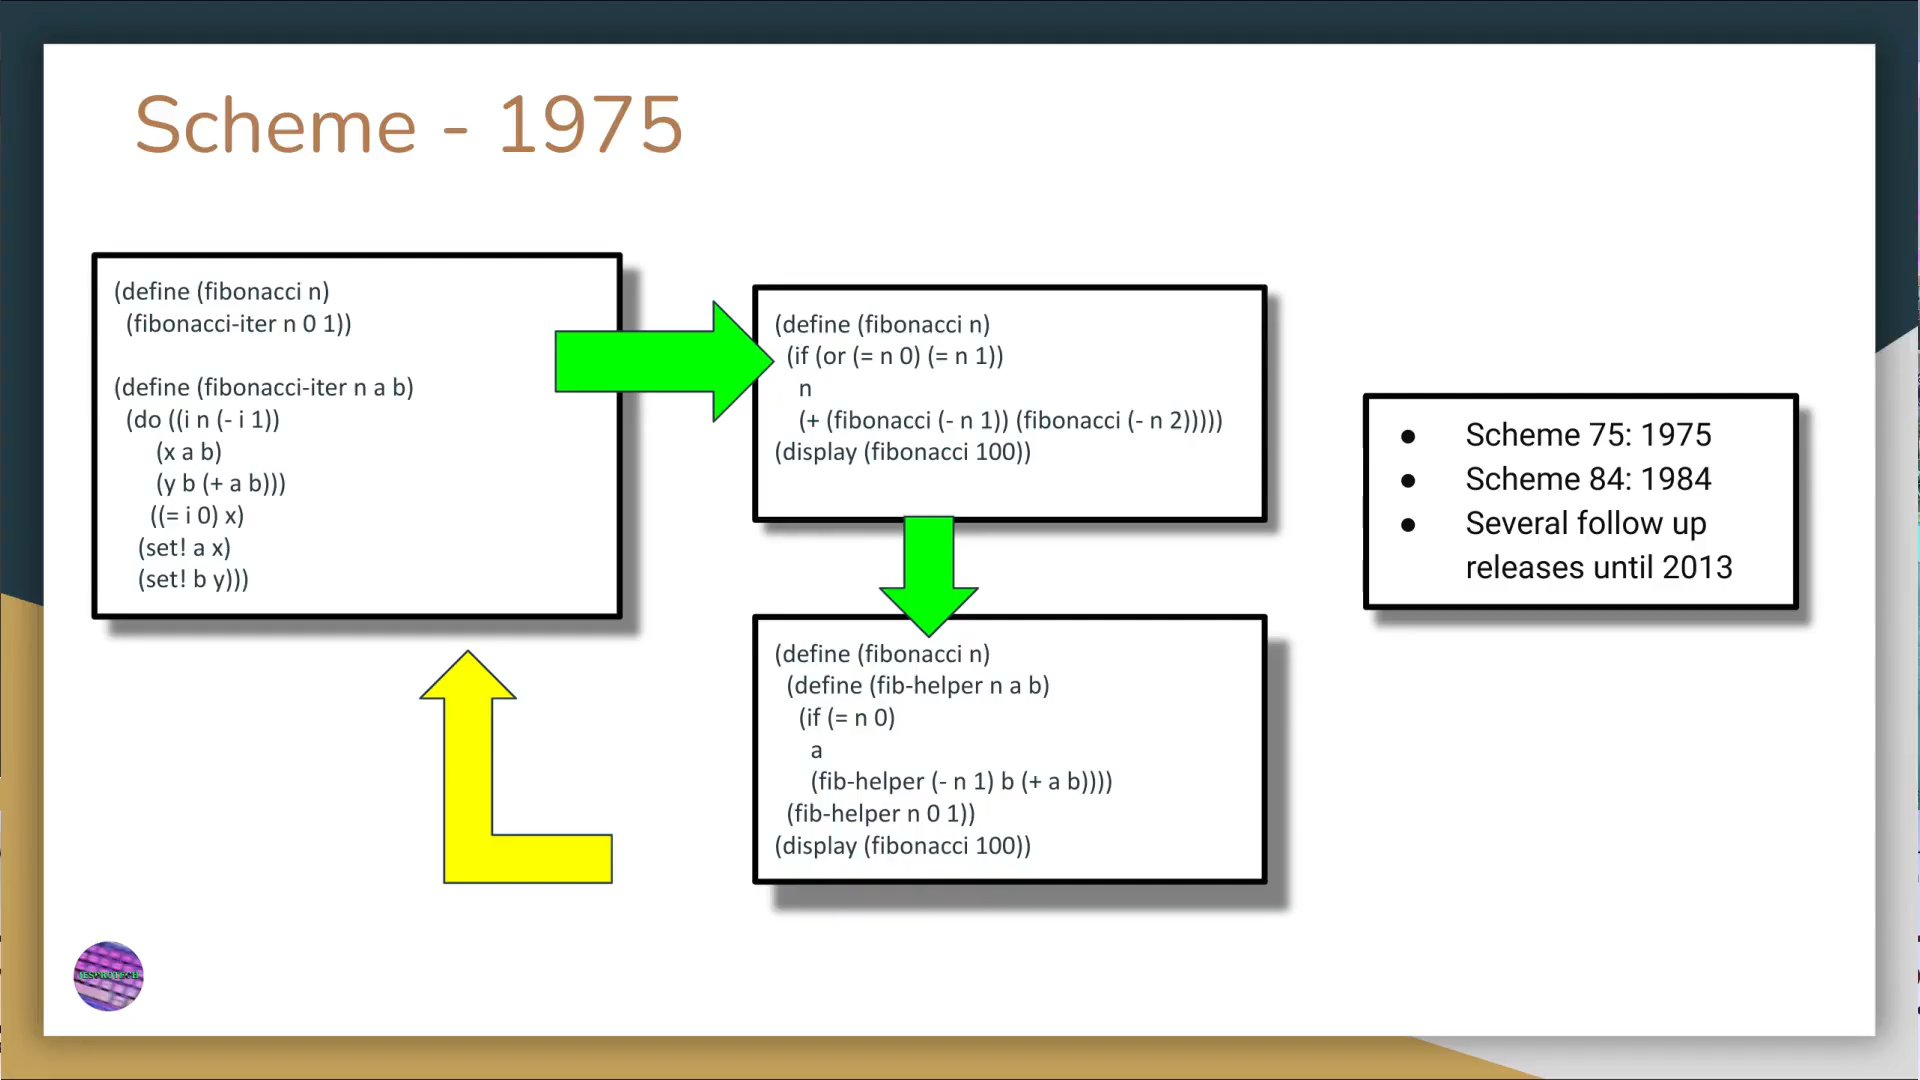 Scheme - 1975
(define (fibonacci n)
(fibonacci-iter n 0 1))
(define (fibonacci-iter n a b)
(do ((i n (- i 1))
(x a b)
(y b (+ a b)))
((= i 0) x)
(set! a x)
(set! b y)))
(define (fibonacci n)
(if (or (= n 0) (= n 1))
n
(+ (fibonacci (- n 1)) (fibonacci (- n 2)))))
(display (fibonacci 100))
(define (fibonacci n)
(define (fib-helper n a b)
(if (= n 0)
a
(fib-helper (- n 1) b (+ a b))))
(fib-helper n 0 1))
(display (fibonacci 100))
● Scheme 75: 1975
● Scheme 84: 1984
● Several follow up
releases until 2013